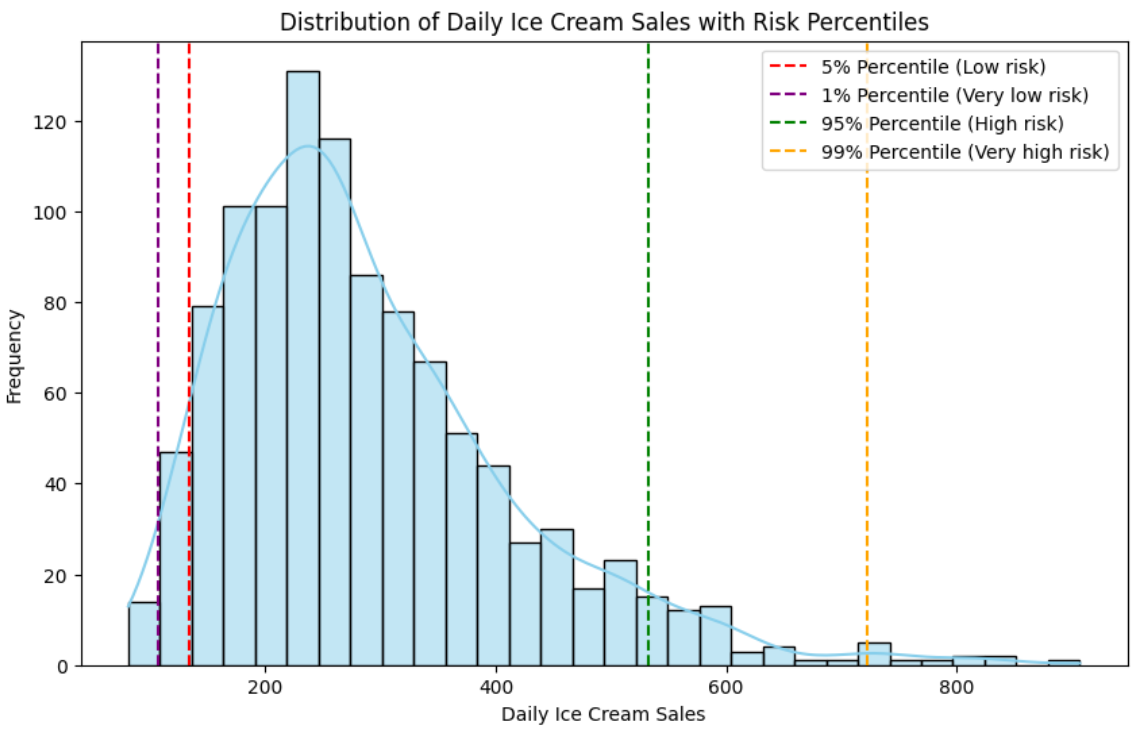 Distribution of Daily Ice Cream Sales with Risk Percentiles
5% Percentile (Low risk)
1% Percentile (Very low risk)
95% Percentile (High risk)
99% Percentile (Very high risk)
120
100
80
60
40
20
0
Frequency
200 400 600 800
Daily Ice Cream Sales